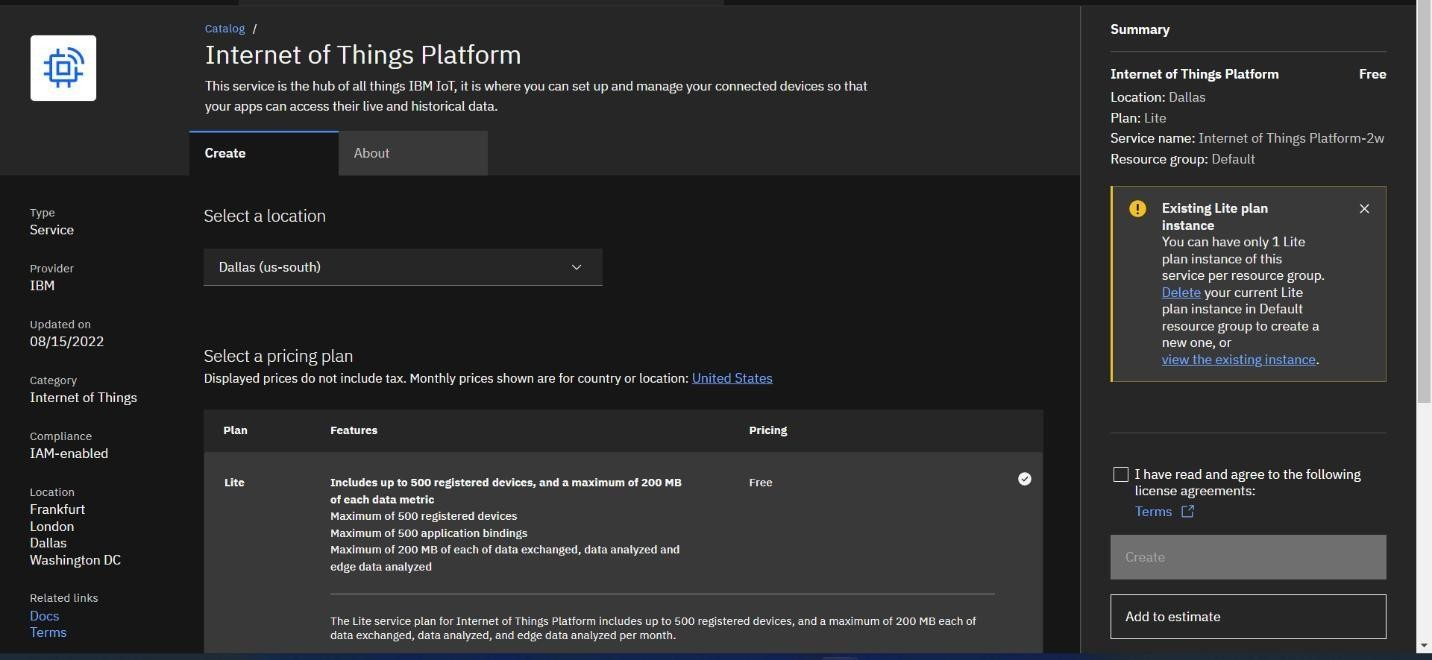 Catalog /
Internet of Things Platform
This service is the hub of all things IBM IoT, it is where you can set up and manage your connected devices so that
your apps can access their live and historical data.
Create
About
Type
Service
Provider
IBM
Updated on
08/15/2022
Category
Internet of Things
Compliance
IAM-enabled
Location
Frankfurt
London
Dallas
Washington DC
Related links
Docs
Terms
Select a location
Dallas (us-south)
Select a pricing plan
Displayed prices do not include tax. Monthly prices shown are for country or location: United States
Plan Features Pricing
Lite
Includes up to 500 registered devices, and a maximum of 200 MB
of each data metric
Maximum of 500 registered devices
Maximum of 500 application bindings
Maximum of 200 MB of each of data exchanged, data analyzed and
edge data analyzed
Free
The Lite service plan for Internet of Things Platform includes up to 500 registered devices, and a maximum of 200 MB each of
data exchanged, data analyzed, and edge data analyzed per month.
Summary
Internet of Things Platform Free
Location: Dallas
Plan: Lite
Service name: Internet of Things Platform-2w
Resource group: Default
Existing Lite plan
instance
You can have only 1 Lite
plan instance of this
service per resource group.
Delete your current Lite
plan instance in Default
resource group to create a
new one, or
view the existing instance.
I have read and agree to the following
license agreements:
Terms
Create
Add to estimate